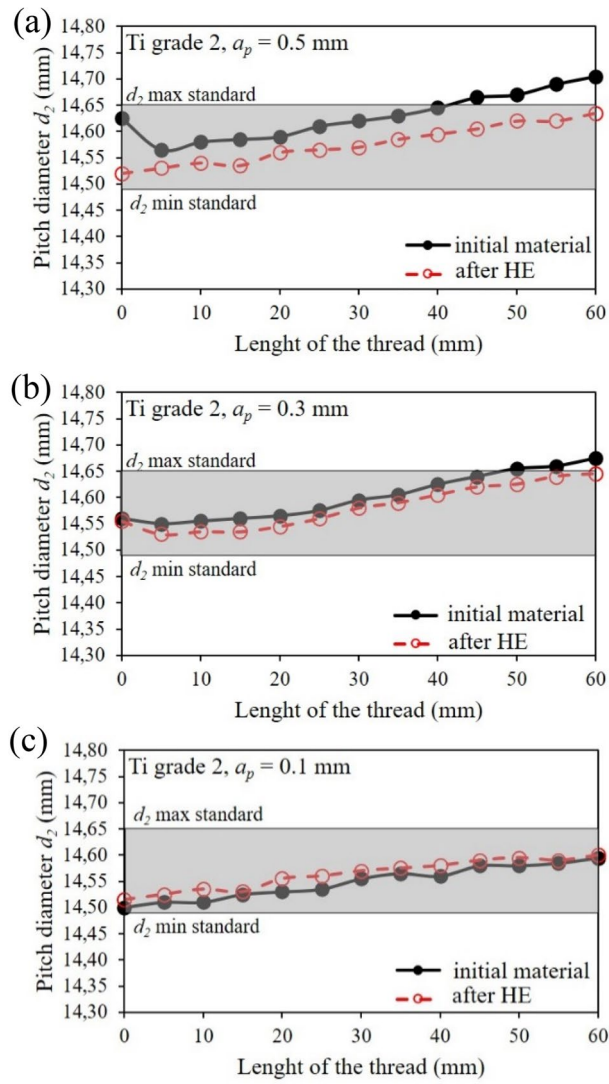 (a)
Ti grade 2, aₚ = 0.5 mm
Pitch diameter d₂ (mm)
14,80
14,75
14,70
14,65
14,60
14,55
14,50
14,45
14,40
14,35
14,30
d₂ max standard
d₂ min standard
initial material
after HE
0 10 20 30 40 50 60
Lenght of the thread (mm)
(b)
Ti grade 2, aₚ = 0.3 mm
Pitch diameter d₂ (mm)
14,80
14,75
14,70
14,65
14,60
14,55
14,50
14,45
14,40
14,35
14,30
d₂ max standard
d₂ min standard
initial material
after HE
0 10 20 30 40 50 60
Lenght of the thread (mm)
(c)
Ti grade 2, aₚ = 0.1 mm
Pitch diameter d₂ (mm)
14,80
14,75
14,70
14,65
14,60
14,55
14,50
14,45
14,40
14,35
14,30
d₂ max standard
d₂ min standard
initial material
after HE
0 10 20 30 40 50 60
Lenght of the thread (mm)